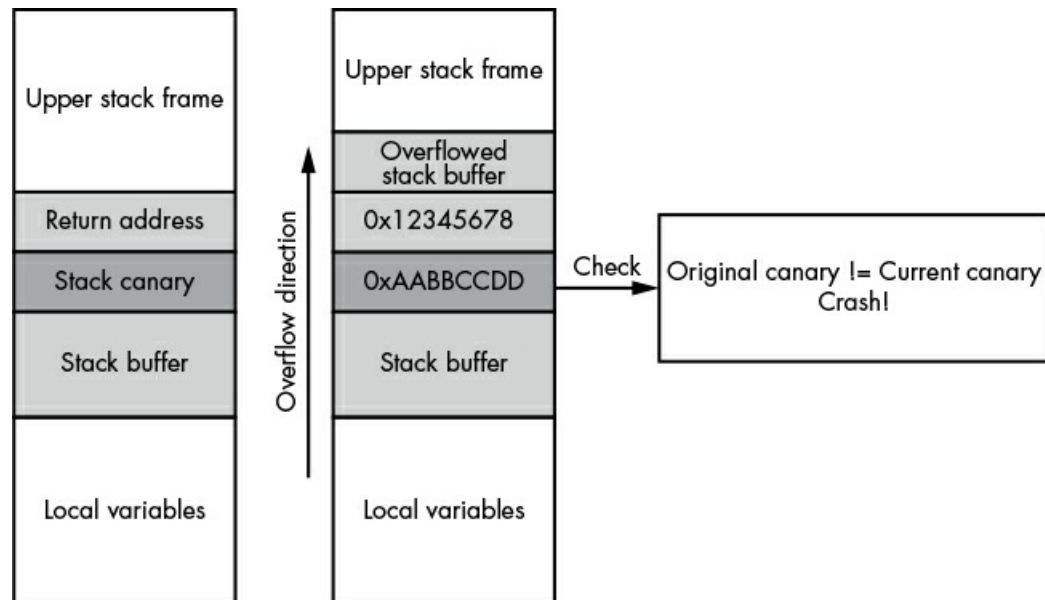 Upper stack frame
Return address
Stack canary
Stack buffer
Local variables
Overflow direction
Upper stack frame
Overflowed
stack buffer
0x12345678
0xAABBCCDD
Stack buffer
Local variables
Check
Original canary != Current canary
Crash!